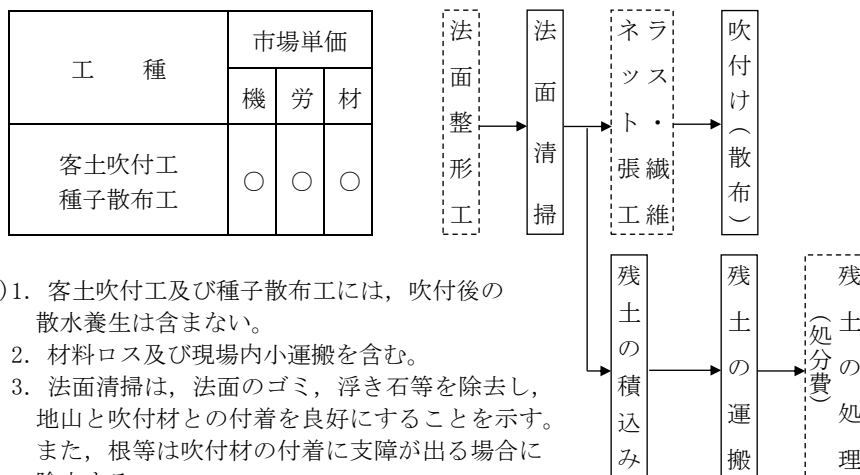 工 種
市場単価
機 労 材
客土吹付工
種子散布工
○ ○ ○
法面整形工
法面清掃
ラス・繊維
ネット張工
吹付け(散布)
残土の積込み
残土の運搬
残土の処理
(処分費)
)1. 客土吹付工及び種子散布工には，吹付後の
散水養生は含まない。
2. 材料ロス及び現場内小運搬を含む。
3. 法面清掃は，法面のゴミ，浮き石等を除去し，
地山と吹付材との付着を良好にすることを示す。
また，根等は吹付材の付着に支障が出る場合に